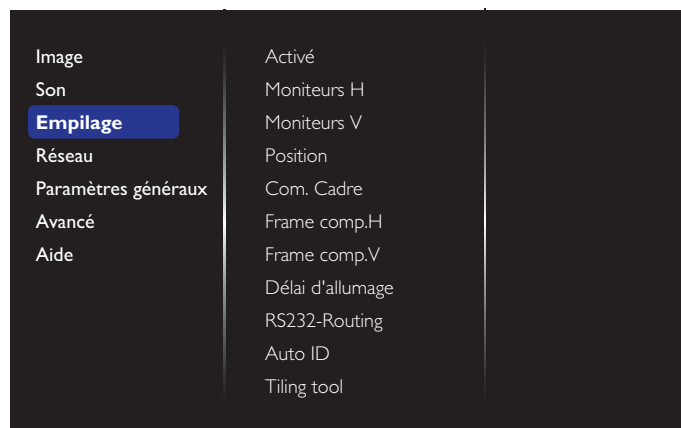 Image
Son
Empilage
Réseau
Paramètres généraux
Avancé
Aide
Activé
Moniteurs H
Moniteurs V
Position
Com. Cadre
Frame comp.H
Frame comp.V
Délai d'allumage
RS232-Routing
Auto ID
Tiling tool